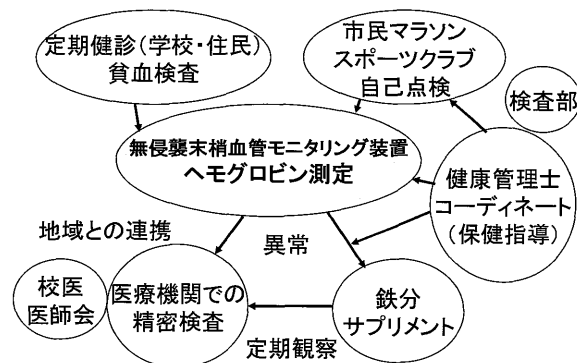 定期健診(学校・住民)
貧血検査
市民マラソン
スポーツクラブ
自己点検
検査部
無侵襲末梢血管モニタリング装置
ヘモグロビン測定
健康管理士
コーディネート
(保健指導)
地域との連携
異常
校医
医師会
医療機関での
精密検査
鉄分
サプリメント
定期観察